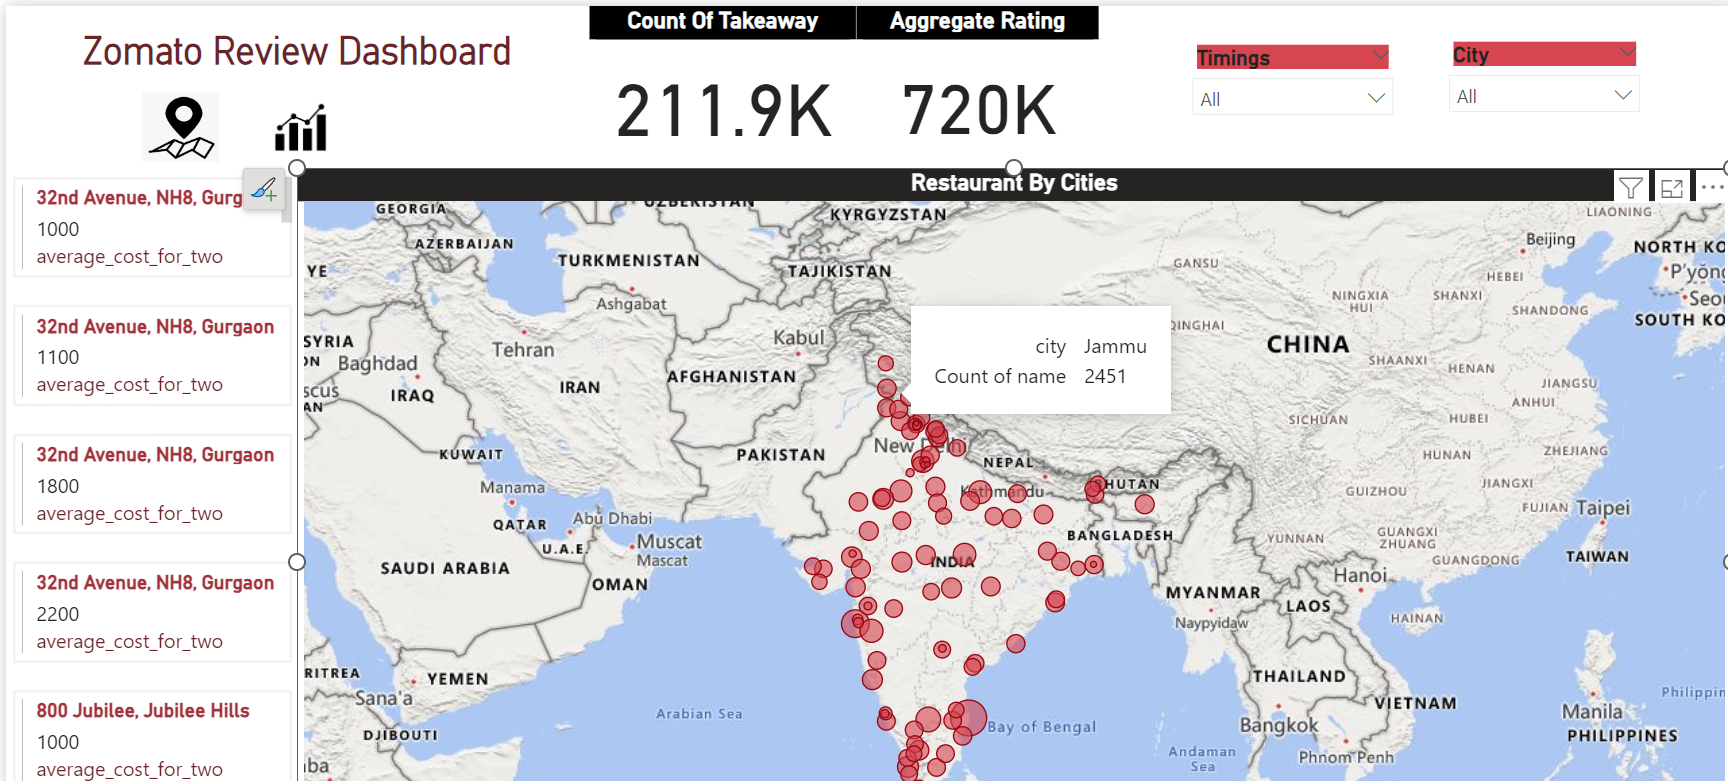 Zomato Review Dashboard
Count Of Takeaway
Aggregate Rating
211.9K
720K
Timings
All
City
All
32nd Avenue, NH8, Gurg
1000
average_cost_for_two
32nd Avenue, NH8, Gurgaon
1100
average_cost_for_two
32nd Avenue, NH8, Gurgaon
1800
average_cost_for_two
32nd Avenue, NH8, Gurgaon
2200
average_cost_for_two
800 Jubilee, Jubilee Hills
1000
average_cost_for_two
Restaurant By Cities
GEORGIA
UZBEKISTAN
KYRGYZSTAN
LIAONING
AZERBAIJAN
Beijing
NORTH KO
YE
TURKMENISTAN
TAJIKISTAN
GANSU
HEBEI
P'yŏng
Ashgabat
NINGXIA
HUI
SHANXI
SHANDONG
Seou
SOUTH KO
QINGHAI
SYRIA
ON
Baghdad
Tehran
Kabul
city Jammu
Count of name 2451
CHINA
SHAANXI
HENAN
JIANGSU
scus
AN
IRAQ
IRAN
AFGHANISTAN
ANHUI
SICHUAN
HUBEI
KUWAIT
PAKISTAN
New Delhi
NEPAL
HUNAN
ZHEJIANG
Manama
Kathmandu
BHUTAN
GUIZHOU
JIANGXI
QATAR
Abu Dhabi
FUJIAN
Taipei
U.A.E.
Muscat
Mascat
BANGLADESH
YUNNAN
GUANGXI
ZHUANG
GUANGDONG
TAIWAN
SAUDI ARABIA
OMAN
INDIA
MYANMAR
Hanoi
LAOS
Naypyidaw
HAINAN
RITREA
YEMEN
Sana'a
THAILAND
VIETNAM
Philippin
Arabian Sea
Bay of Bengal
Bangkok
Manila
DJIBOUTI
PHILIPPINES
Andaman
Sea
Phnom Penh
ba